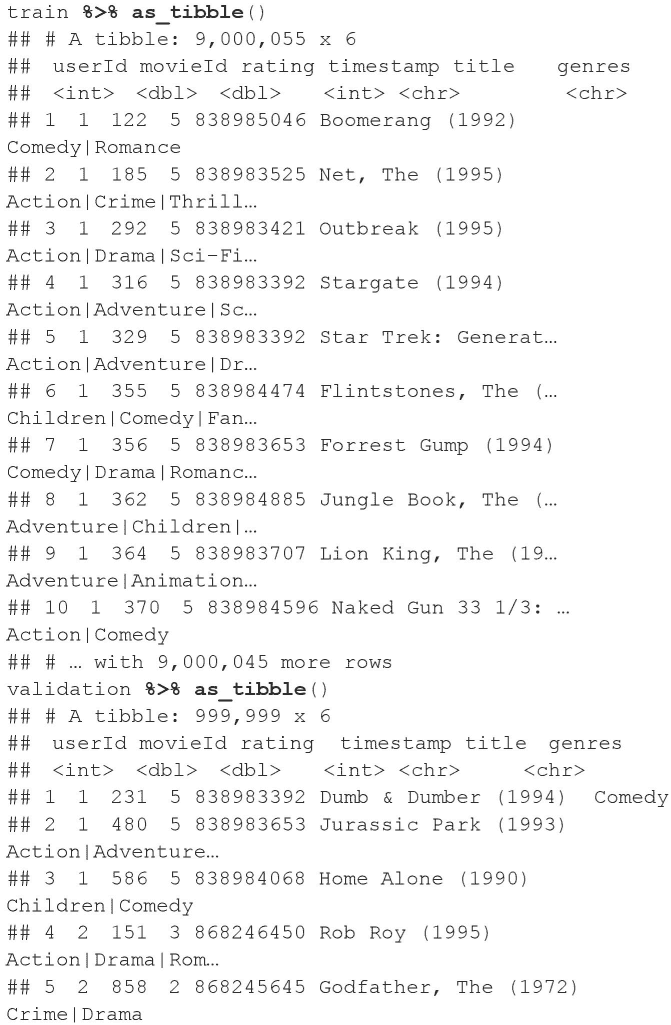 train %>% as_tibble()
## # A tibble: 9,000,055 x 6
## userId movieId rating timestamp title genres
## <int> <dbl> <dbl> <int> <chr> <chr>
## 1 1 122 5 838985046 Boomerang (1992)
Comedy|Romance
## 2 1 185 5 838983525 Net, The (1995)
Action|Crime|Thrill…
## 3 1 292 5 838983421 Outbreak (1995)
Action|Drama|Sci-Fi…
## 4 1 316 5 838983392 Stargate (1994)
Action|Adventure|Sc…
## 5 1 329 5 838983392 Star Trek: Generat…
Action|Adventure|Dr…
## 6 1 355 5 838984474 Flintstones, The (…
Children|Comedy|Fan…
## 7 1 356 5 838983653 Forrest Gump (1994)
Comedy|Drama|Romanc…
## 8 1 362 5 838984885 Jungle Book, The (…
Adventure|Children|…
## 9 1 364 5 838983707 Lion King, The (19…
Adventure|Animation…
## 10 1 370 5 838984596 Naked Gun 33 1/3: …
Action|Comedy
## # … with 9,000,045 more rows
validation %>% as_tibble()
## # A tibble: 999,999 x 6
## userId movieId rating timestamp title genres
## <int> <dbl> <dbl> <int> <chr> <chr>
## 1 1 231 5 838983392 Dumb & Dumber (1994) Comedy
## 2 1 480 5 838983653 Jurassic Park (1993)
Action|Adventure…
## 3 1 586 5 838984068 Home Alone (1990)
Children|Comedy
## 4 2 151 3 868246450 Rob Roy (1995)
Action|Drama|Rom…
## 5 2 858 2 868245645 Godfather, The (1972)
Crime|Drama